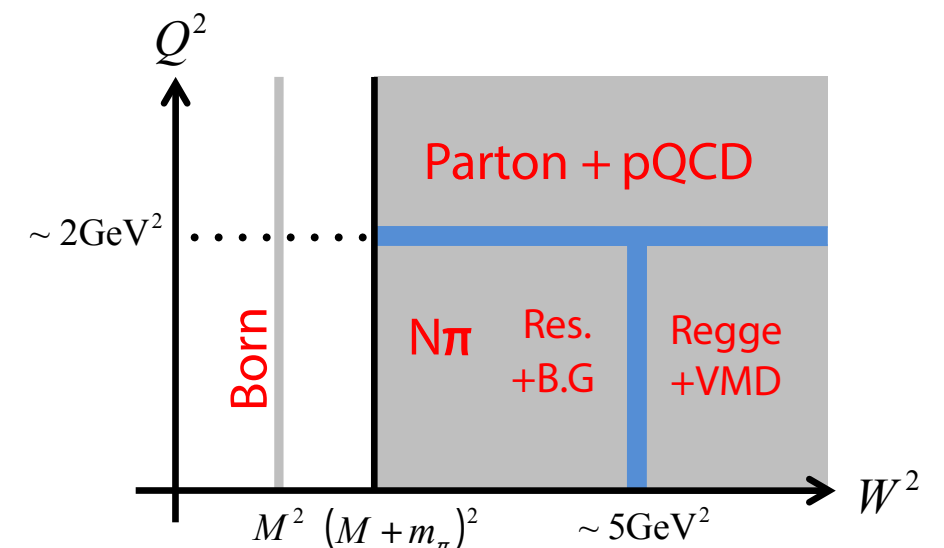 Q²
Parton + pQCD
~ 2GeV²
Born
Nπ
Res.
+B.G
Regge
+VMD
W²
M²
(M + m_π)²
~ 5GeV²